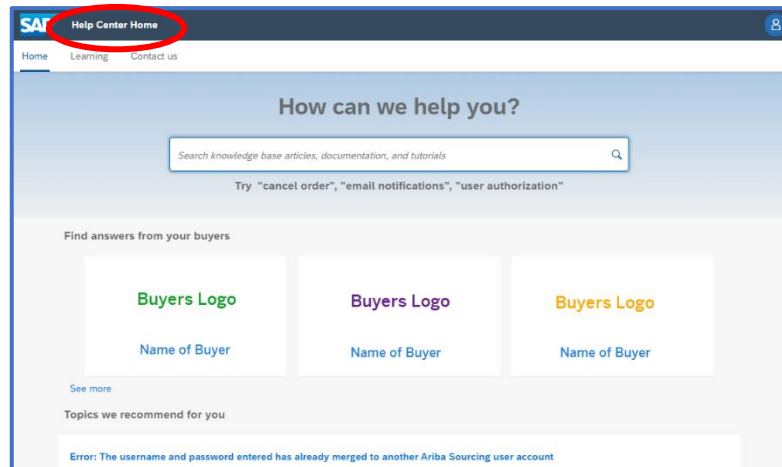 SAP Help Center Home
Home Learning Contact us
How can we help you?
Search knowledge base articles, documentation, and tutorials
Try "cancel order", "email notifications", "user authorization"
Find answers from your buyers
Buyers Logo Buyers Logo Buyers Logo
Name of Buyer Name of Buyer Name of Buyer
See more
Topics we recommend for you
Error: The username and password entered has already merged to another Ariba Sourcing user account